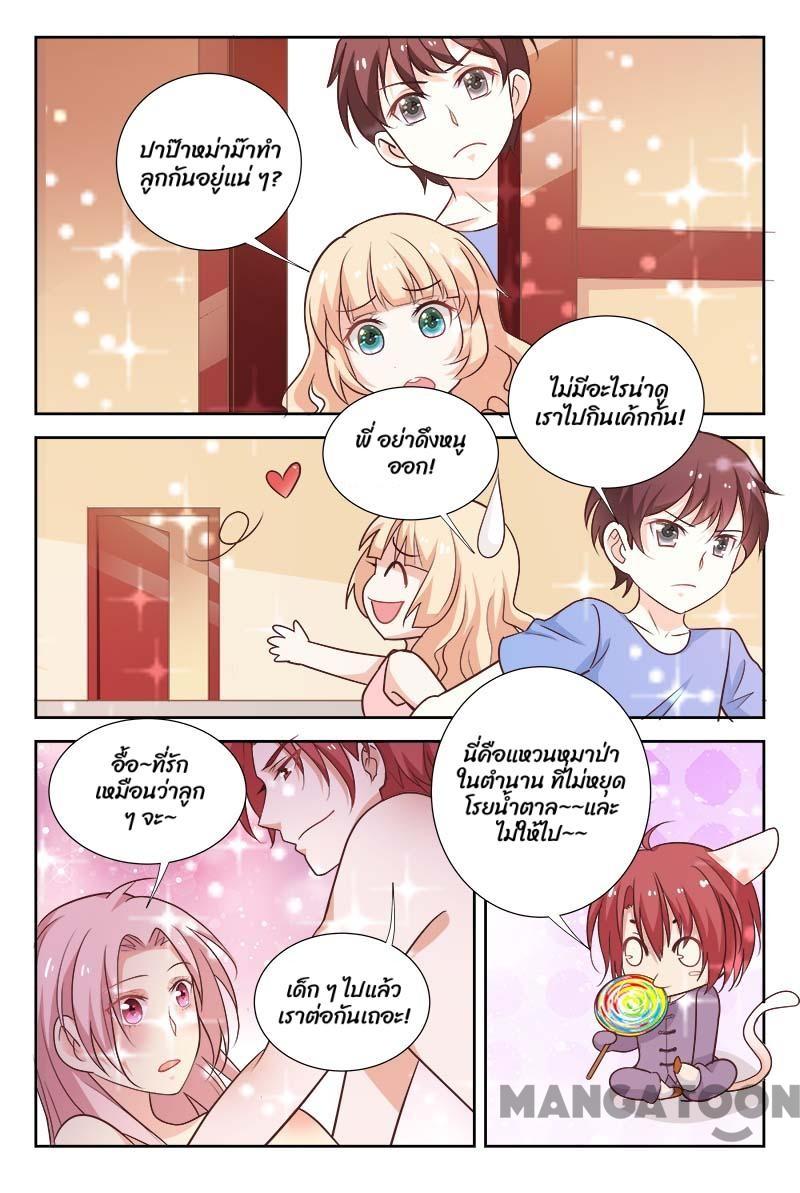 ปาป๊าหม่าม๊าทำ
ลูกกันอยู่แน่ ๆ?
ไม่มีอะไรน่าดู
เราไปกินเค้กกัน!
พี่ อย่าดึงหนู
ออก!
อื้อ~ที่รัก
เหมือนว่าลูก
ๆ จะ~
เด็ก ๆ ไปแล้ว
เราต่อกันเถอะ!
นี่คือแหวนหมาป่า
ในตำนาน ที่ไม่หยุด
โรยน้ำตาล~~และ
ไม่ให้ไป~~
MANGATOON